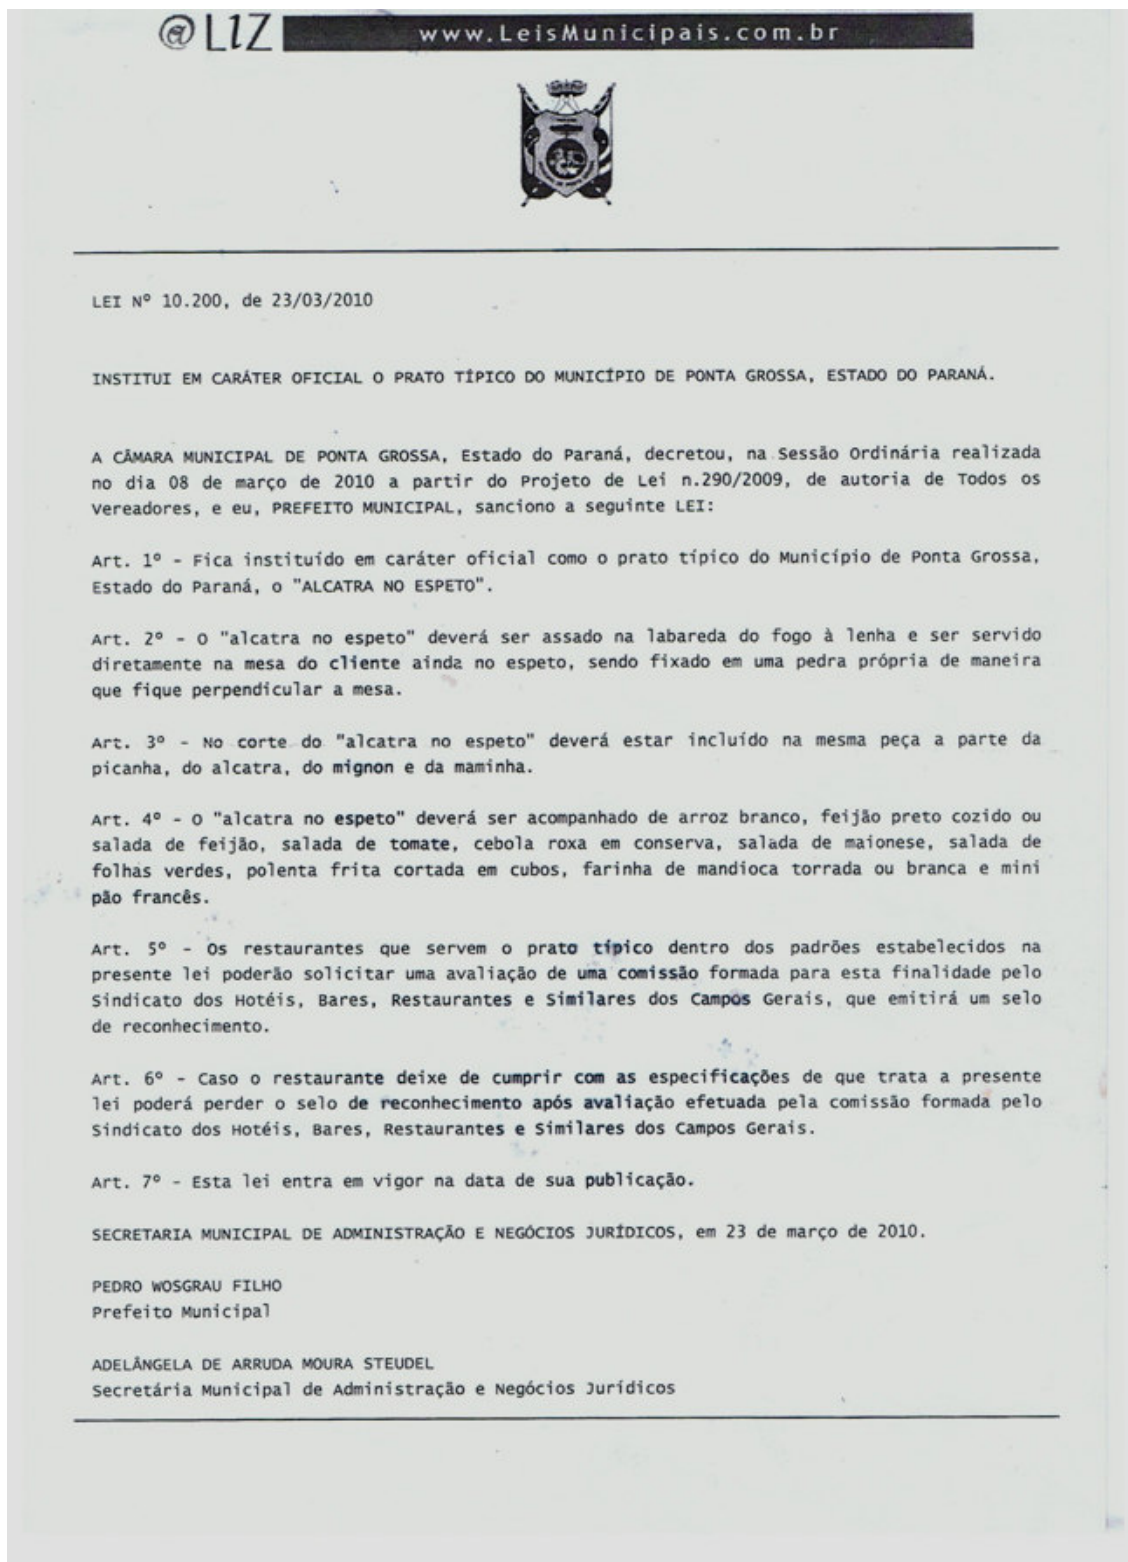 @LIZ www.LeisMunicipais.com.br
LEI Nº 10.200, de 23/03/2010
INSTITUI EM CARÁTER OFICIAL O PRATO TÍPICO DO MUNICÍPIO DE PONTA GROSSA, ESTADO DO PARANÁ.
A CÂMARA MUNICIPAL DE PONTA GROSSA, Estado do Paraná, decretou, na Sessão Ordinária realizada
no dia 08 de março de 2010 a partir do Projeto de Lei n.290/2009, de autoria de Todos os
Vereadores, e eu, PREFEITO MUNICIPAL, sanciono a seguinte LEI:
Art. 1º - Fica instituído em caráter oficial como o prato típico do Município de Ponta Grossa,
Estado do Paraná, o "ALCATRA NO ESPETO".
Art. 2º - O "alcatra no espeto" deverá ser assado na labareda do fogo à lenha e ser servido
diretamente na mesa do cliente ainda no espeto, sendo fixado em uma pedra própria de maneira
que fique perpendicular a mesa.
Art. 3º - No corte do "alcatra no espeto" deverá estar incluído na mesma peça a parte da
picanha, do alcatra, do mignon e da maminha.
Art. 4º - O "alcatra no espeto" deverá ser acompanhado de arroz branco, feijão preto cozido ou
salada de feijão, salada de tomate, cebola roxa em conserva, salada de maionese, salada de
folhas verdes, polenta frita cortada em cubos, farinha de mandioca torrada ou branca e mini
pão francês.
Art. 5º - Os restaurantes que servem o prato típico dentro dos padrões estabelecidos na
presente lei poderão solicitar uma avaliação de uma comissão formada para esta finalidade pelo
Sindicato dos Hotéis, Bares, Restaurantes e Similares dos Campos Gerais, que emitirá um selo
de reconhecimento.
Art. 6º - Caso o restaurante deixe de cumprir com as especificações de que trata a presente
lei poderá perder o selo de reconhecimento após avaliação efetuada pela comissão formada pelo
Sindicato dos Hotéis, Bares, Restaurantes e Similares dos Campos Gerais.
Art. 7º - Esta lei entra em vigor na data de sua publicação.
SECRETARIA MUNICIPAL DE ADMINISTRAÇÃO E NEGÓCIOS JURÍDICOS, em 23 de março de 2010.
PEDRO WOSGRAU FILHO
Prefeito Municipal
ADELÂNGELA DE ARRUDA MOURA STEUDEL
Secretária Municipal de Administração e Negócios Jurídicos